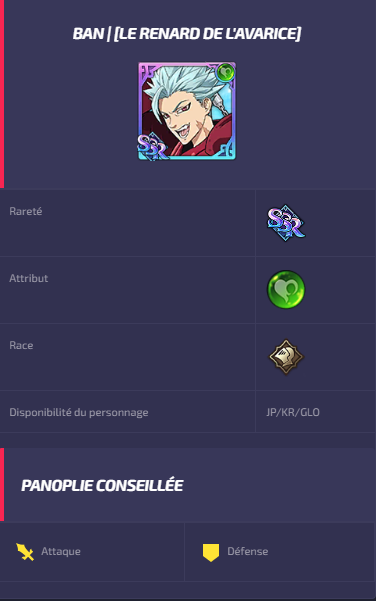 BAN | [LE RENARD DE L'AVARICE]
SSR
Rareté
SSR
Attribut
Race
Disponibilité du personnage
JP/KR/GLO
PANOPLIE CONSEILLÉE
Attaque
Défense